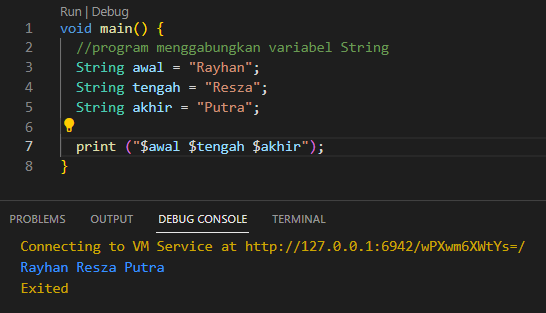 Run | Debug
1 void main() {
2 //program menggabungkan variabel String
3 String awal = "Rayhan";
4 String tengah = "Resza";
5 String akhir = "Putra";
6
7 print ("$awal $tengah $akhir");
8 }
PROBLEMS OUTPUT DEBUG CONSOLE TERMINAL
Connecting to VM Service at http://127.0.0.1:6942/wPXwm6XWtYs=/
Rayhan Resza Putra
Exited